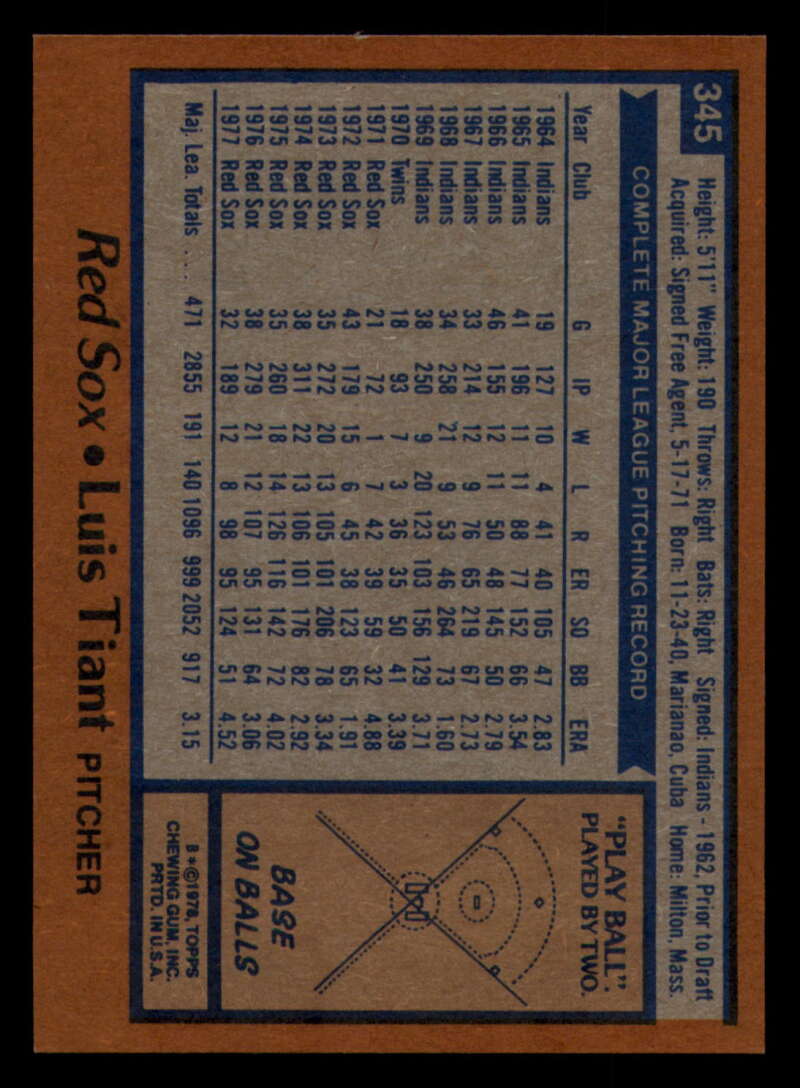 345
Height: 5'11" Weight: 190 Throws: Right Bats: Right Signed: Indians - 1962, Prior to Draft
Acquired: Signed Free Agent, 5-17-71 Born: 11-23-40, Marianao, Cuba Home: Milton, Mass.
COMPLETE MAJOR LEAGUE PITCHING RECORD
Year Club G IP W L R ER SO BB ERA
1964 Indians 19 127 10 4 41 40 105 47 2.83
1965 Indians 41 196 11 11 88 77 152 66 3.54
1966 Indians 46 155 12 11 50 48 145 50 2.79
1967 Indians 33 214 12 9 76 65 219 67 2.73
1968 Indians 34 258 21 9 53 46 264 73 1.60
1969 Indians 38 250 9 20 123 103 156 129 3.71
1970 Twins 18 93 7 3 36 35 50 41 3.39
1971 Red Sox 21 72 1 7 42 39 59 32 4.88
1972 Red Sox 43 179 15 6 45 38 123 65 1.91
1973 Red Sox 35 272 20 13 105 101 206 78 3.34
1974 Red Sox 38 311 22 13 106 101 176 82 2.92
1975 Red Sox 35 260 18 14 126 116 142 72 4.02
1976 Red Sox 38 279 21 12 107 95 131 64 3.06
1977 Red Sox 32 189 12 8 98 95 124 51 4.52
Maj. Lea. Totals .... 471 2855 191 140 1096 999 2052 917 3.15
"PLAY BALL"
PLAYED BY TWO.
BASE
ON BALLS
B*©1978, TOPPS
CHEWING GUM, INC.
PRTD. IN U.S.A.
Red Sox • Luis Tiant PITCHER